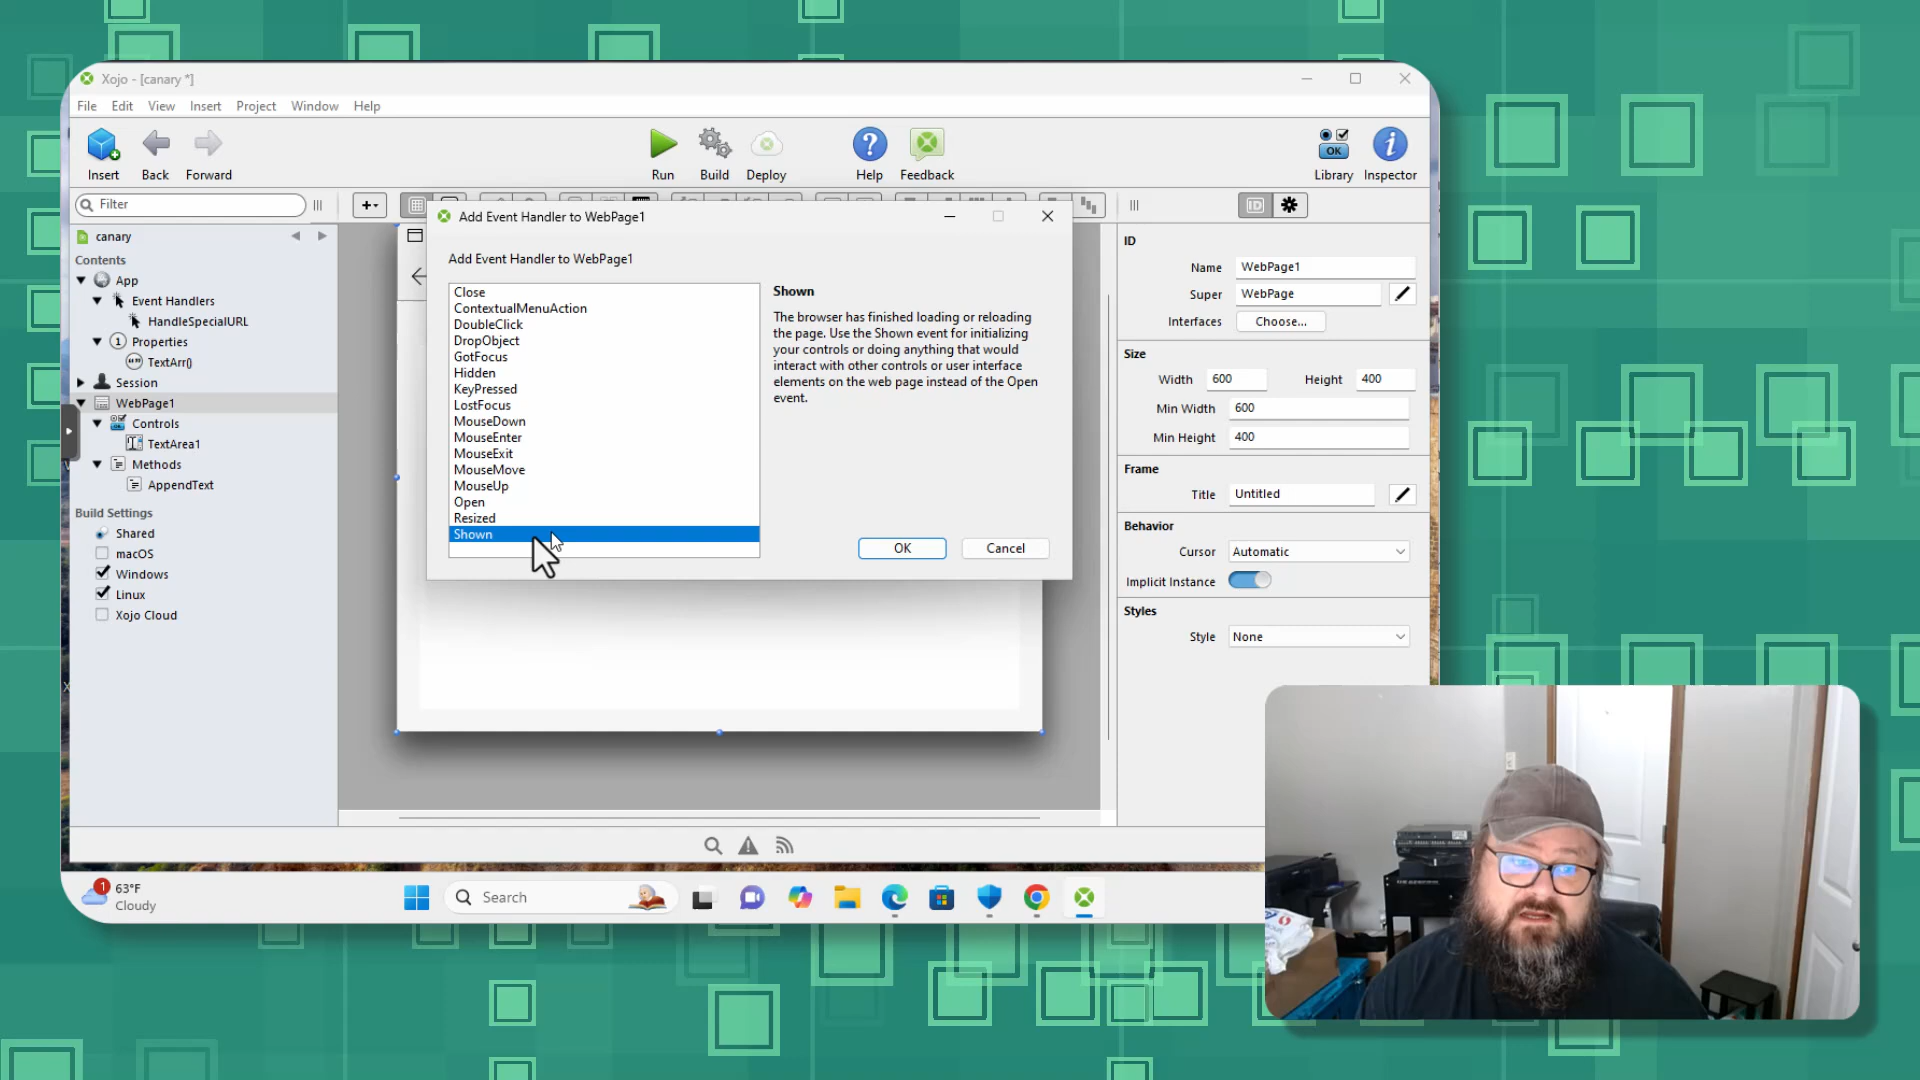 Xojo - [canary *]
File Edit View Insert Project Window Help
Insert Back Forward Run Build Deploy Help Feedback OK Library Inspector
Filter
ID
canary
Contents
App
Event Handlers
HandleSpecialURL
1 Properties
TextArr()
Session
WebPage1
Controls
TextArea1
Methods
AppendText
Build Settings
Shared
macOS
Windows
Linux
Xojo Cloud
Add Event Handler to WebPage1
Add Event Handler to WebPage1
Close
ContextualMenuAction
DoubleClick
DropObject
GotFocus
Hidden
KeyPressed
LostFocus
MouseDown
MouseEnter
MouseExit
MouseMove
MouseUp
Open
Resized
Shown
Shown
The browser has finished loading or reloading
the page. Use the Shown event for initializing
your controls or doing anything that would
interact with other controls or user interface
elements on the web page instead of the Open
event.
OK Cancel
ID
Name WebPage1
Super WebPage
Interfaces Choose...
Size
Width 600 Height 400
Min Width 600
Min Height 400
Frame
Title Untitled
Behavior
Cursor Automatic
Implicit Instance
Styles
Style None
1
63°F
Cloudy
Search